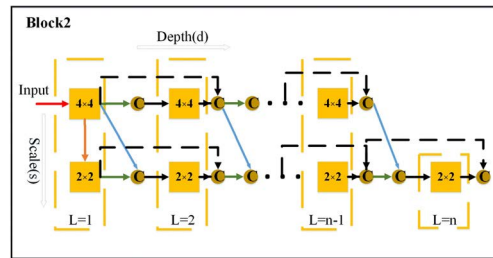 Block2
Depth(d)
Input
Scale(s)
4×4 C 4×4 C C 4×4 C
2×2 C 2×2 C C 2×2 C C 2×2 C
L=1 L=2 L=n-1 L=n